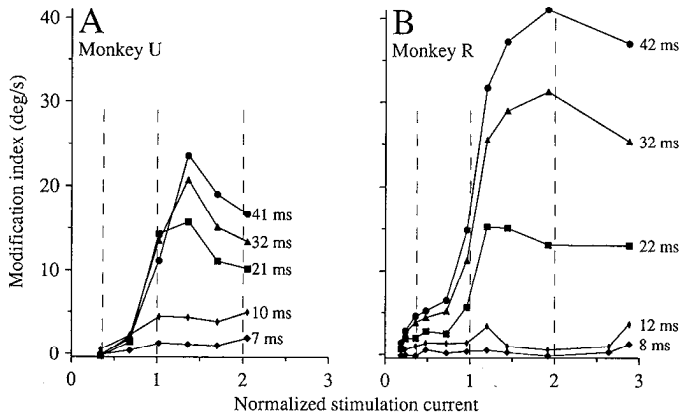 A
Monkey U
B
Monkey R
Modification index (deg/s)
40
30
20
10
0
41 ms
32 ms
21 ms
10 ms
7 ms
42 ms
32 ms
22 ms
12 ms
8 ms
0 1 2 3
0 1 2 3
Normalized stimulation current